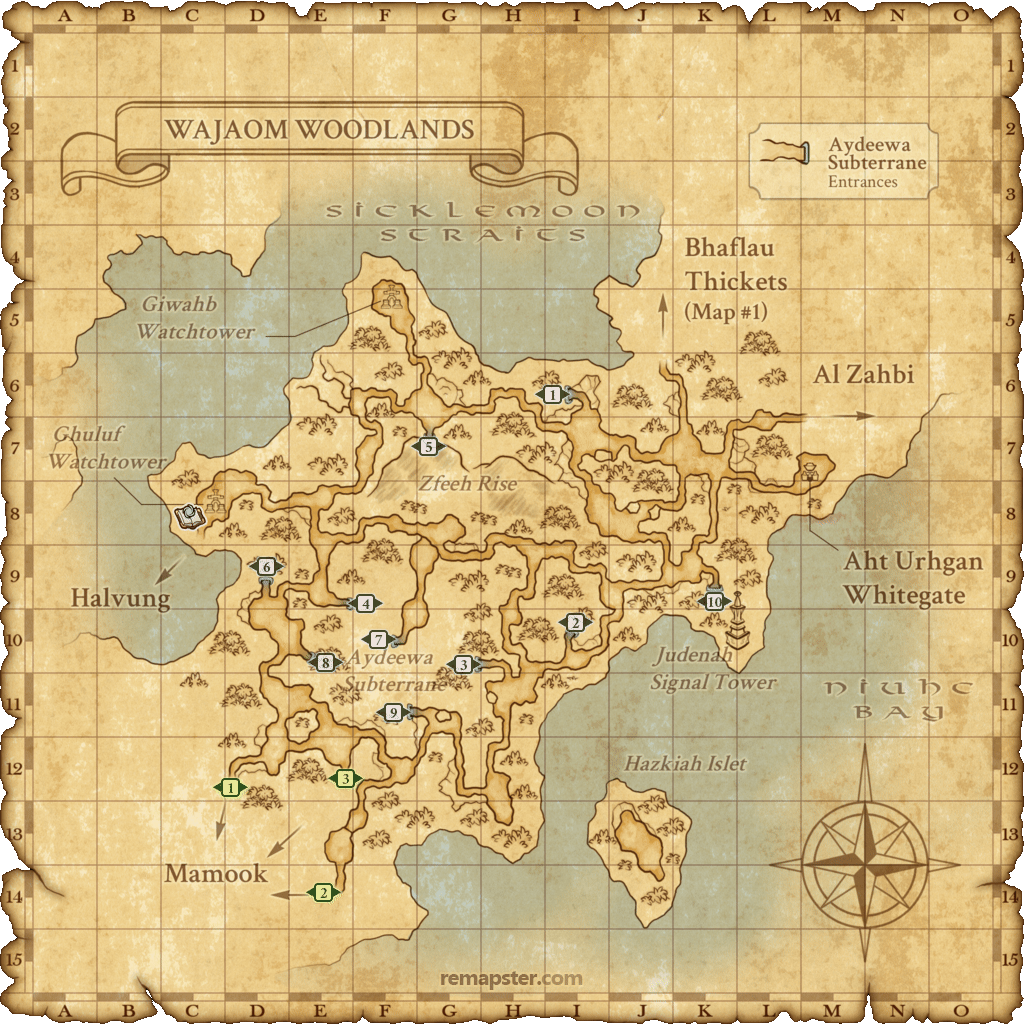 A B C D E F G H I J K L M N O
1 1
2 2
WAJAOM WOODLANDS
Aydeewa
Subterrane
Entrances
3 3
SICKLEMOON
STRAITS
4 4
Bhaflau
Thickets
(Map #1)
Giwahb
Watchtower
5 5
6 6
1
Al Zahbi
7 7
Ghuluf
Watchtower
5
Zfeeh Rise
8 8
Aht Urhgan
Whitegate
9 9
6
Halvung
4
10
10 10
2
7
Aydeewa
Subterrane
8
3
Judenah
Signal Tower
11 11
9
NIUHC
BAY
12 12
Hazkiah Islet
1
3
13 13
Mamook
14 14
2
15 15
remapster.com
A B C D E F G H I J K L M N O